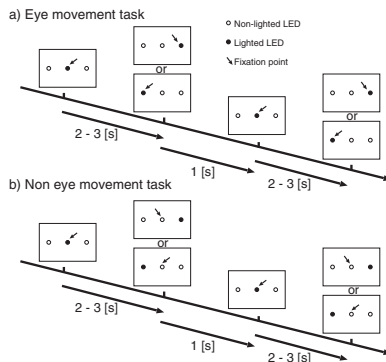 a) Eye movement task
Non-lighted LED
Lighted LED
Fixation point
or
or
2 - 3 [s]
1 [s]
2 - 3 [s]
b) Non eye movement task
or
or
2 - 3 [s]
1 [s]
2 - 3 [s]